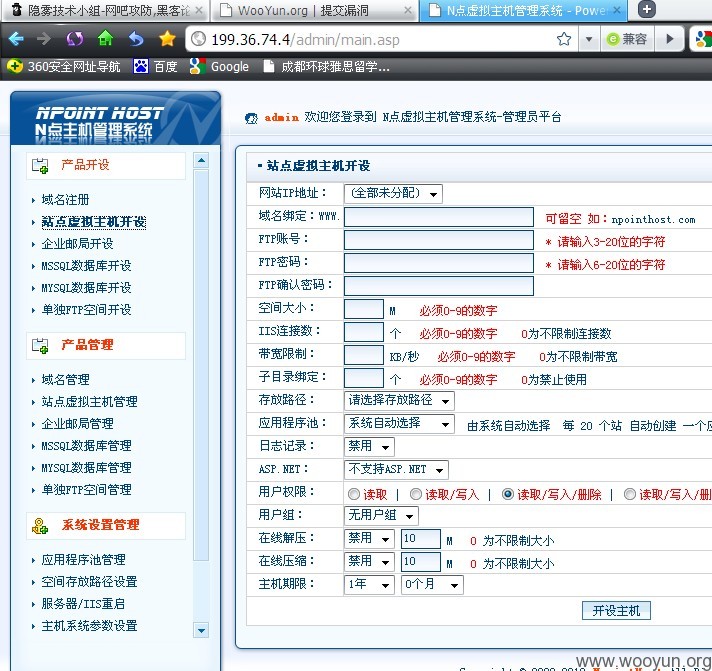 隐雾技术小组-网吧攻防,黑客论
WooYun.org | 提交漏洞
N点虚拟主机管理系统 - Powe
199.36.74.4/admin/main.asp
兼容
360安全网址导航 百度 Google 成都环球雅思留学...
NPOINT HOST
N点主机管理系统
admin 欢迎您登录到 N点虚拟主机管理系统-管理员平台
产品开设
域名注册
站点虚拟主机开设
企业邮局开设
MSSQL数据库开设
MYSQL数据库开设
单独FTP空间开设
产品管理
域名管理
站点虚拟主机管理
企业邮局管理
MSSQL数据库管理
MYSQL数据库管理
单独FTP空间管理
系统设置管理
应用程序池管理
空间存放路径设置
服务器/IIS重启
主机系统参数设置
站点虚拟主机开设
网站IP地址： (全部未分配)
域名绑定：WWW. 可留空 如：npointhost.com
FTP账号： * 请输入3-20位的字符
FTP密码： * 请输入6-20位的字符
FTP确认密码：
空间大小： M 必须0-9的数字
IIS连接数： 个 必须0-9的数字 0为不限制连接数
带宽限制： KB/秒 必须0-9的数字 0为不限制带宽
子目录绑定： 个 必须0-9的数字 0为禁止使用
存放路径： 请选择存放路径
应用程序池： 系统自动选择 由系统自动选择 每 20 个站 自动创建 一个应
日志记录： 禁用
ASP.NET： 不支持ASP.NET
用户权限： 读取 | 读取/写入 | 读取/写入/删除 | 读取/写入/删
用户组： 无用户组
在线解压： 禁用 10 M 0 为不限制大小
在线压缩： 禁用 10 M 0 为不限制大小
主机期限： 1年 0个月
开设主机
www.wooyun.org